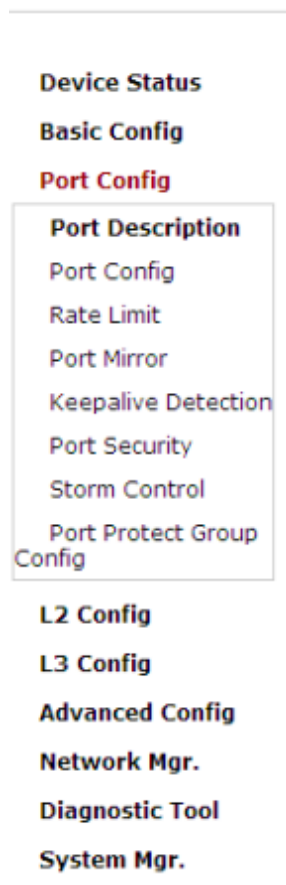 Device Status
Basic Config
Port Config
Port Description
Port Config
Rate Limit
Port Mirror
Keepalive Detection
Port Security
Storm Control
Port Protect Group
Config
L2 Config
L3 Config
Advanced Config
Network Mgr.
Diagnostic Tool
System Mgr.